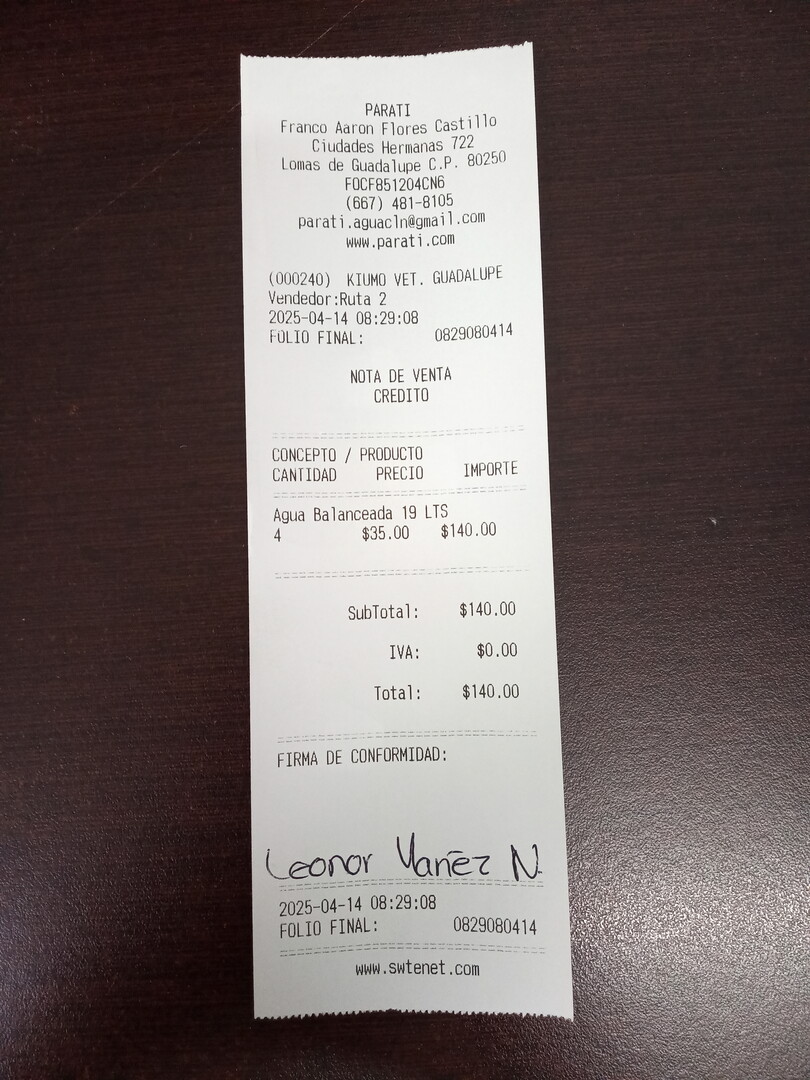 PARATI
Franco Aaron Flores Castillo
Ciudades Hermanas 722
Lomas de Guadalupe C.P. 80250
FOCF851204CN6
(667) 481-8105
parati.aguacln@gmail.com
www.parati.com
(000240) KIUMO VET. GUADALUPE
Vendedor:Ruta 2
2025-04-14 08:29:08
FOLIO FINAL: 0829080414
NOTA DE VENTA
CREDITO
CONCEPTO / PRODUCTO
CANTIDAD PRECIO IMPORTE
Agua Balanceada 19 LTS
4 $35.00 $140.00
SubTotal: $140.00
IVA: $0.00
Total: $140.00
FIRMA DE CONFORMIDAD:
Leonor Yañez N.
2025-04-14 08:29:08
FOLIO FINAL: 0829080414
www.swtenet.com